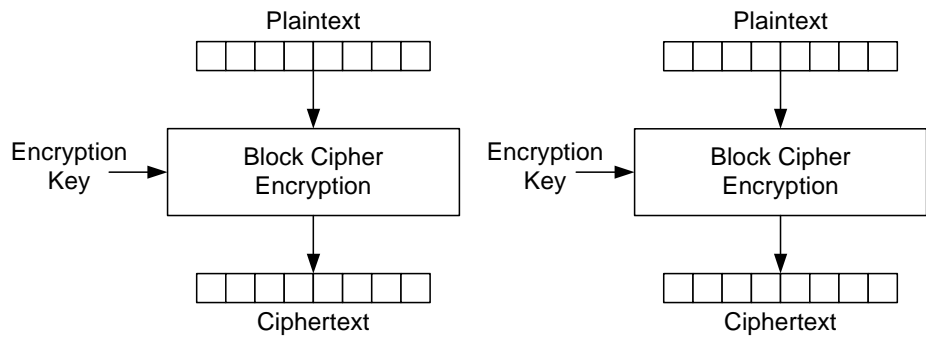 Plaintext
Plaintext
Encryption
Key
Block Cipher
Encryption
Encryption
Key
Block Cipher
Encryption
Ciphertext
Ciphertext